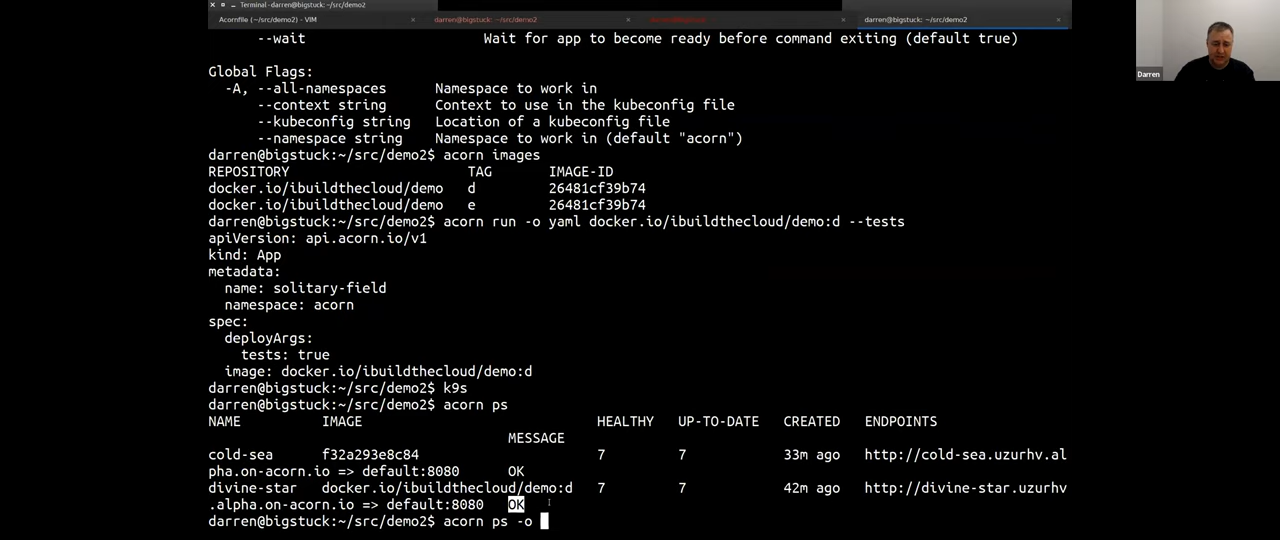 Terminal -darren@bigstuck: ~/src/demo2
Acornfile (~/src/demo2) - VIM
darren@bigstuck: ~/src/demo2
darren@bigstuck: ~/src/demo2
--wait Wait for app to become ready before command exiting (default true)
Global Flags:
-A, --all-namespaces Namespace to work in
--context string Context to use in the kubeconfig file
--kubeconfig string Location of a kubeconfig file
--namespace string Namespace to work in (default "acorn")
darren@bigstuck:~/src/demo2$ acorn images
REPOSITORY TAG IMAGE-ID
docker.io/ibuildthecloud/demo d 26481cf39b74
docker.io/ibuildthecloud/demo e 26481cf39b74
darren@bigstuck:~/src/demo2$ acorn run -o yaml docker.io/ibuildthecloud/demo:d --tests
apiVersion: api.acorn.io/v1
kind: App
metadata:
name: solitary-field
namespace: acorn
spec:
deployArgs:
tests: true
image: docker.io/ibuildthecloud/demo:d
darren@bigstuck:~/src/demo2$ k9s
darren@bigstuck:~/src/demo2$ acorn ps
NAME IMAGE HEALTHY UP-TO-DATE CREATED ENDPOINTS
MESSAGE
cold-sea f32a293e8c84 7 7 33m ago http://cold-sea.uzurhv.al
pha.on-acorn.io => default:8080 OK
divine-star docker.io/ibuildthecloud/demo:d 7 7 42m ago http://divine-star.uzurhv
.alpha.on-acorn.io => default:8080 OK
darren@bigstuck:~/src/demo2$ acorn ps -o
Darren